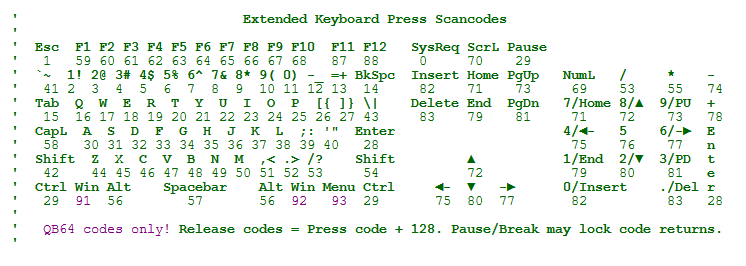 '                             Extended Keyboard Press Scancodes
'
'  Esc  F1 F2 F3 F4 F5 F6 F7 F8 F9 F10  F11 F12   SysReq ScrL Pause
'   1   59 60 61 62 63 64 65 66 67 68   87  88      0     70   29
'  `~  1! 2@ 3# 4$ 5% 6^ 7& 8* 9( 0) -_ =+ BkSpc  Insert Home PgUp  NumL   /    *    -
'   41 2  3  4  5  6  7  8  9  10 11 12 13 14      82    71   73    69    53   55   74
'  Tab  Q  W  E  R  T  Y  U  I  O  P  [{ ]} \|    Delete End  PgDn  7/Home 8/▲ 9/PU  +
'   15  16 17 18 19 20 21 22 23 24 25 26 27 43     83    79   81    71    72   73   78
'  CapL  A  S  D  F  G  H  J  K  L  ;: '"  Enter                    4/◄-   5   6/-►  E
'   58   30 31 32 33 34 35 36 37 38 39 40   28                      75    76   77   n
'  Shift  Z  X  C  V  B  N  M  ,< .> /?    Shift         ▲          1/End  2/▼ 3/PD  t
'   42    44 45 46 47 48 49 50 51 52 53     54           72         79    80   81   e
'  Ctrl Win Alt    Spacebar    Alt Win Menu Ctrl     ◄-  ▼  -►      0/Insert   ./Del r
'   29  91  56        57       56  92   93   29      75  80  77      82         83  28
'
'   QB64 codes only! Release codes = Press code + 128. Pause/Break may lock code returns.
'